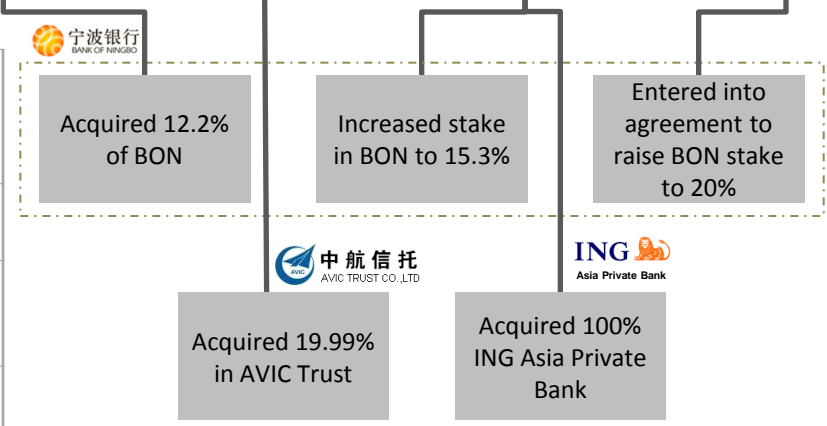 宁波银行
BANK OF NINGBO
Acquired 12.2%
of BON
Increased stake
in BON to 15.3%
Entered into
agreement to
raise BON stake
to 20%
AVIC
中航信托
AVIC TRUST CO.,LTD
ING
Asia Private Bank
Acquired 19.99%
in AVIC Trust
Acquired 100%
ING Asia Private
Bank